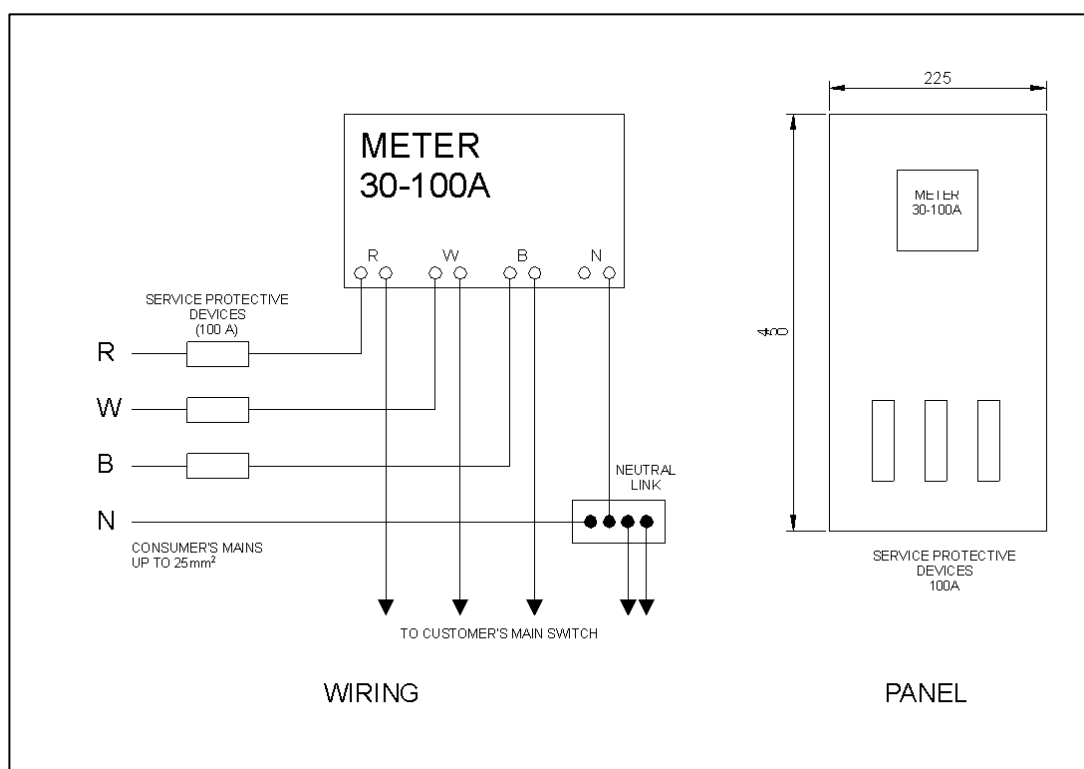 225
METER
30-100A
METER
30-100A
R W B N
SERVICE PROTECTIVE
DEVICES
(100 A)
R
W
B
NEUTRAL
LINK
N
CONSUMER'S MAINS
UP TO 25mm²
SERVICE PROTECTIVE
DEVICES
100A
TO CUSTOMER'S MAIN SWITCH
WIRING
PANEL